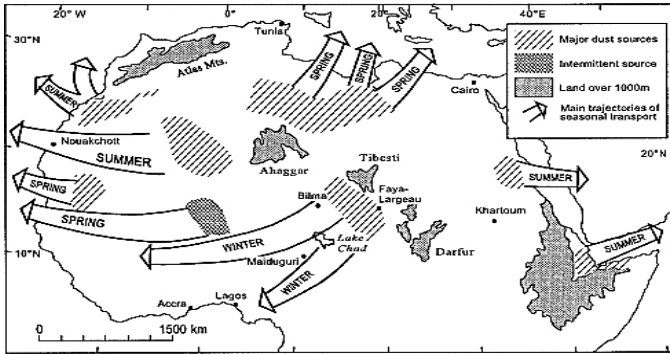 20° W
0°
20°
40° E
30°N
Tunis
Atlas Mts.
SPRING
SPRING
SPRING
SUMMER
Cairo
Major dust sources
Intermittent source
Land over 1000m
Main trajectories of
seasonal transport
Nouakchott
SUMMER
Ahaggar
Tibesti
20°N
SPRING
SUMMER
Bilma
Faya-
Largeau
SPRING
Khartoum
10°N
WINTER
Lake
Chad
Maiduguri
Darfur
SUMMER
WINTER
Accra
Lagos
0
1500 km